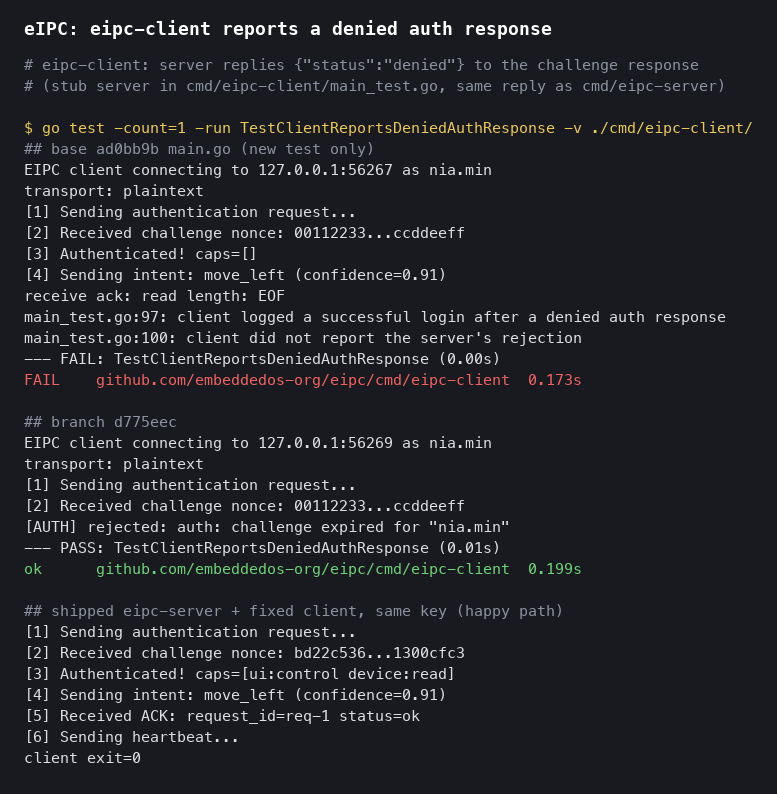 eIPC: eipc-client reports a denied auth response
# eipc-client: server replies {"status":"denied"} to the challenge response
# (stub server in cmd/eipc-client/main_test.go, same reply as cmd/eipc-server)
$ go test -count=1 -run TestClientReportsDeniedAuthResponse -v ./cmd/eipc-client/
## base ad0bb9b main.go (new test only)
EIPC client connecting to 127.0.0.1:56267 as nia.min
transport: plaintext
[1] Sending authentication request...
[2] Received challenge nonce: 00112233...ccddeeff
[3] Authenticated! caps=[]
[4] Sending intent: move_left (confidence=0.91)
receive ack: read length: EOF
main_test.go:97: client logged a successful login after a denied auth response
main_test.go:100: client did not report the server's rejection
--- FAIL: TestClientReportsDeniedAuthResponse (0.00s)
FAIL    github.com/embeddedos-org/eipc/cmd/eipc-client  0.173s
## branch d775eec
EIPC client connecting to 127.0.0.1:56269 as nia.min
transport: plaintext
[1] Sending authentication request...
[2] Received challenge nonce: 00112233...ccddeeff
[AUTH] rejected: auth: challenge expired for "nia.min"
--- PASS: TestClientReportsDeniedAuthResponse (0.01s)
ok      github.com/embeddedos-org/eipc/cmd/eipc-client  0.199s
## shipped eipc-server + fixed client, same key (happy path)
[1] Sending authentication request...
[2] Received challenge nonce: bd22c536...1300cfc3
[3] Authenticated! caps=[ui:control device:read]
[4] Sending intent: move_left (confidence=0.91)
[5] Received ACK: request_id=req-1 status=ok
[6] Sending heartbeat...
client exit=0